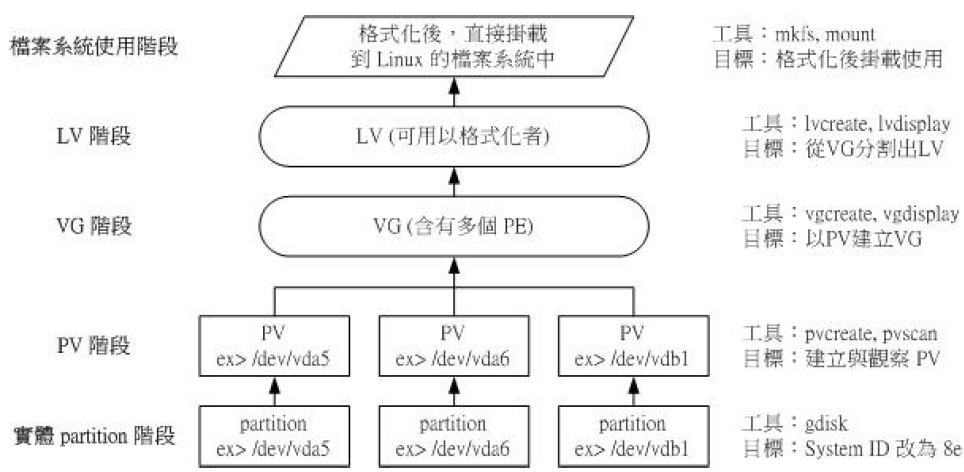 檔案系統使用階段
格式化後，直接掛載
到 Linux 的檔案系統中
工具：mkfs, mount
目標：格式化後掛載使用
LV 階段
LV (可用以格式化者)
工具：lvcreate, lvdisplay
目標：從VG分割出LV
VG 階段
VG (含有多個 PE)
工具：vgcreate, vgdisplay
目標：以PV建立VG
PV 階段
PV
ex> /dev/vda5
PV
ex> /dev/vda6
PV
ex> /dev/vdb1
工具：pvcreate, pvscan
目標：建立與觀察 PV
實體 partition 階段
partition
ex> /dev/vda5
partition
ex> /dev/vda6
partition
ex> /dev/vdb1
工具：gdisk
目標：System ID 改為 8e